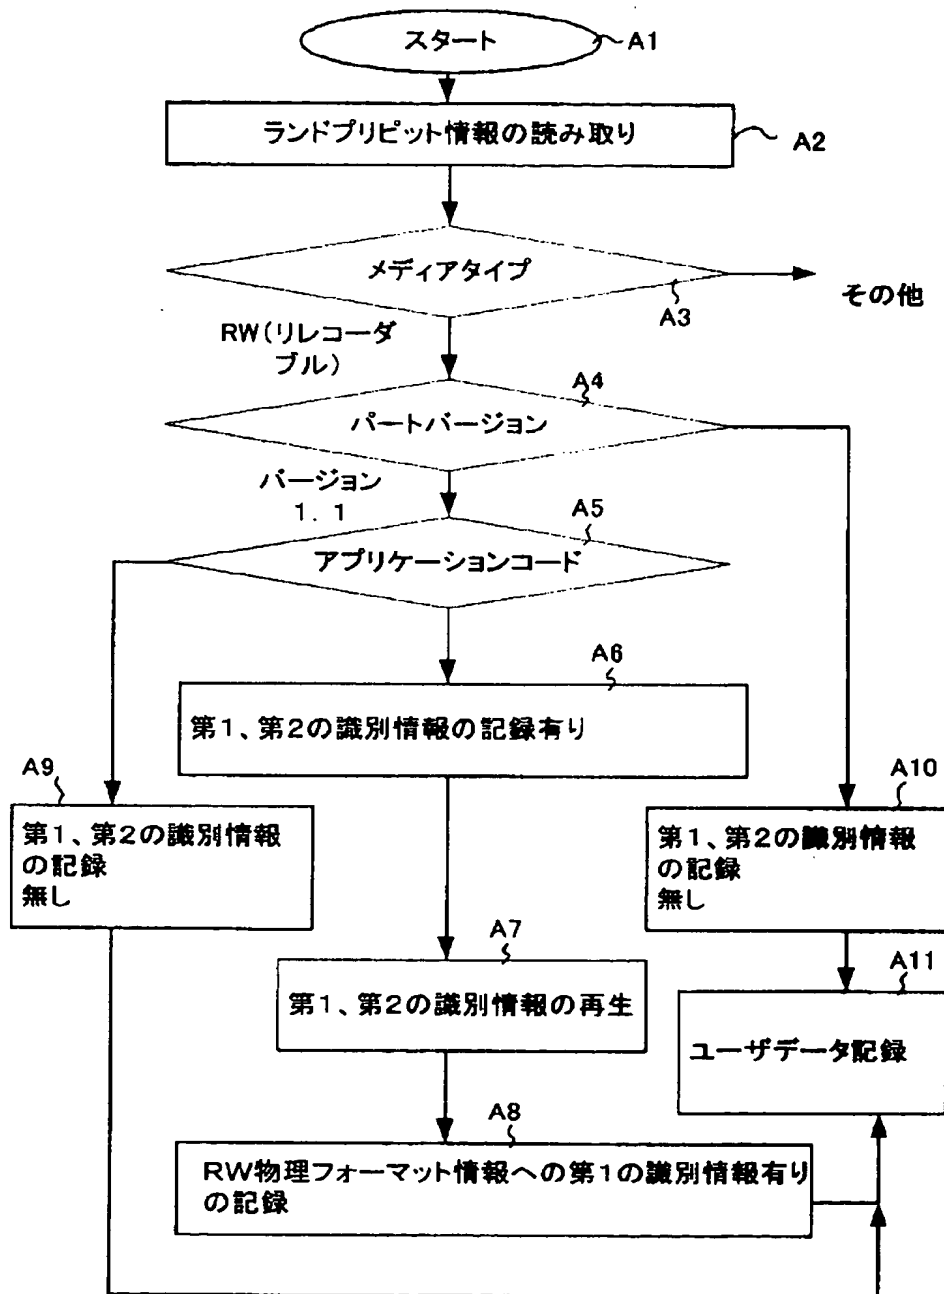 スタート
A1
ランドプリピット情報の読み取り
A2
メディアタイプ
A3
その他
RW(リレコーダ
ブル)
A4
パートバージョン
バージョン
1．1
A5
アプリケーションコード
A6
第1、第2の識別情報の記録有り
A9
第1、第2の識別情報
の記録
無し
A10
第1、第2の識別情報
の記録
無し
A7
第1、第2の識別情報の再生
A11
ユーザデータ記録
A8
RW物理フォーマット情報への第1の識別情報有り
の記録